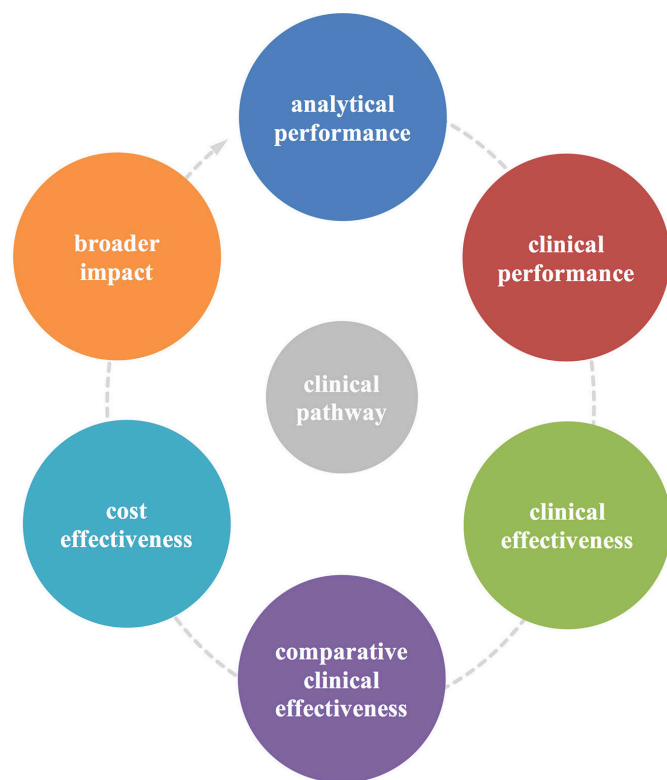 analytical
performance
clinical
performance
clinical
effectiveness
comparative
clinical
effectiveness
cost
effectiveness
broader
impact
clinical
pathway